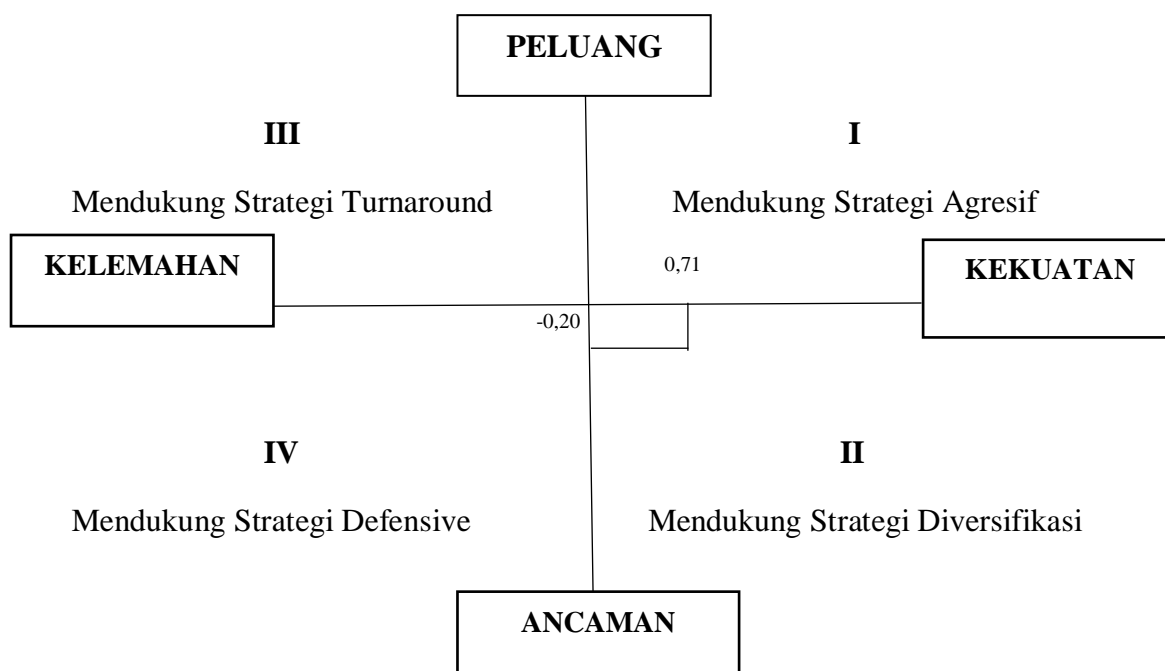 PELUANG
III
I
Mendukung Strategi Turnaround
Mendukung Strategi Agresif
KELEMAHAN
0,71
KEKUATAN
-0,20
IV
II
Mendukung Strategi Defensive
Mendukung Strategi Diversifikasi
ANCAMAN